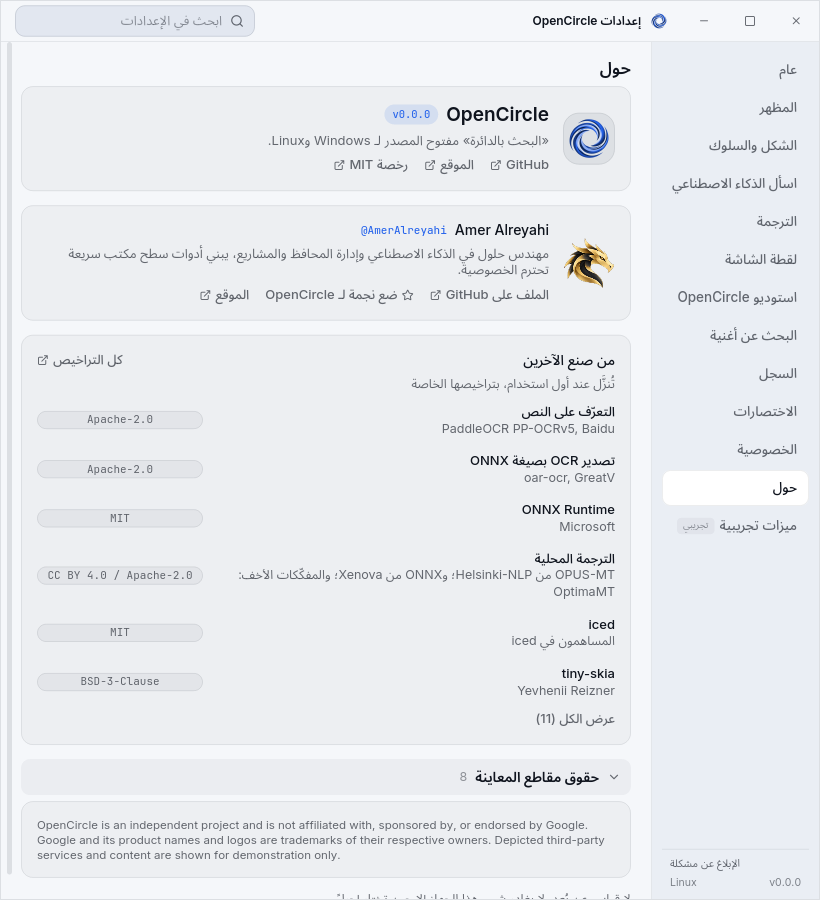 إعدادات OpenCircle
ابحث في الإعدادات
عام
المظهر
الشكل والسلوك
اسأل الذكاء الاصطناعي
الترجمة
لقطة الشاشة
استوديو OpenCircle
البحث عن أغنية
السجل
الاختصارات
الخصوصية
حول
ميزات تجريبية تجريبي
الإبلاغ عن مشكلة
v0.0.0 Linux
حول
OpenCircle v0.0.0
«البحث بالدائرة» مفتوح المصدر لـ Windows وLinux.
GitHub الموقع رخصة MIT
Amer Alreyahi @AmerAlreyahi
مهندس حلول في الذكاء الاصطناعي وإدارة المحافظ والمشاريع، يبني أدوات سطح مكتب سريعة
تحترم الخصوصية.
الملف على GitHub ضع نجمة لـ OpenCircle الموقع
من صنع الآخرين كل التراخيص
تُنزَّل عند أول استخدام، بتراخيصها الخاصة
التعرّف على النص
PaddleOCR PP-OCRv5, Baidu
Apache-2.0
تصدير OCR بصيغة ONNX
oar-ocr, GreatV
Apache-2.0
ONNX Runtime
Microsoft
MIT
الترجمة المحلية
OPUS-MT من Helsinki-NLP؛ وONNX من Xenova؛ والمفكّكات الأخف:
OptimaMT
CC BY 4.0 / Apache-2.0
iced
المساهمون في iced
MIT
tiny-skia
Yevhenii Reizner
BSD-3-Clause
عرض الكل (11)
حقوق مقاطع المعاينة 8
OpenCircle is an independent project and is not affiliated with, sponsored by, or endorsed by Google.
Google and its product names and logos are trademarks of their respective owners. Depicted third-party
services and content are shown for demonstration only.